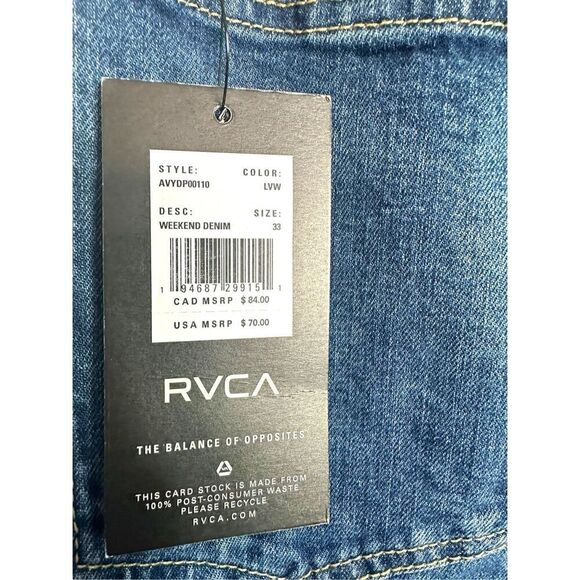 STYLE: COLOR:
AVYDP00110 LVW
DESC: SIZE:
WEEKEND DENIM 33
1 94687 29915 1
CAD MSRP $ 84.00
USA MSRP $ 70.00
RVCA
THE BALANCE OF OPPOSITES
THIS CARD STOCK IS MADE FROM
100% POST-CONSUMER WASTE
PLEASE RECYCLE
RVCA.COM